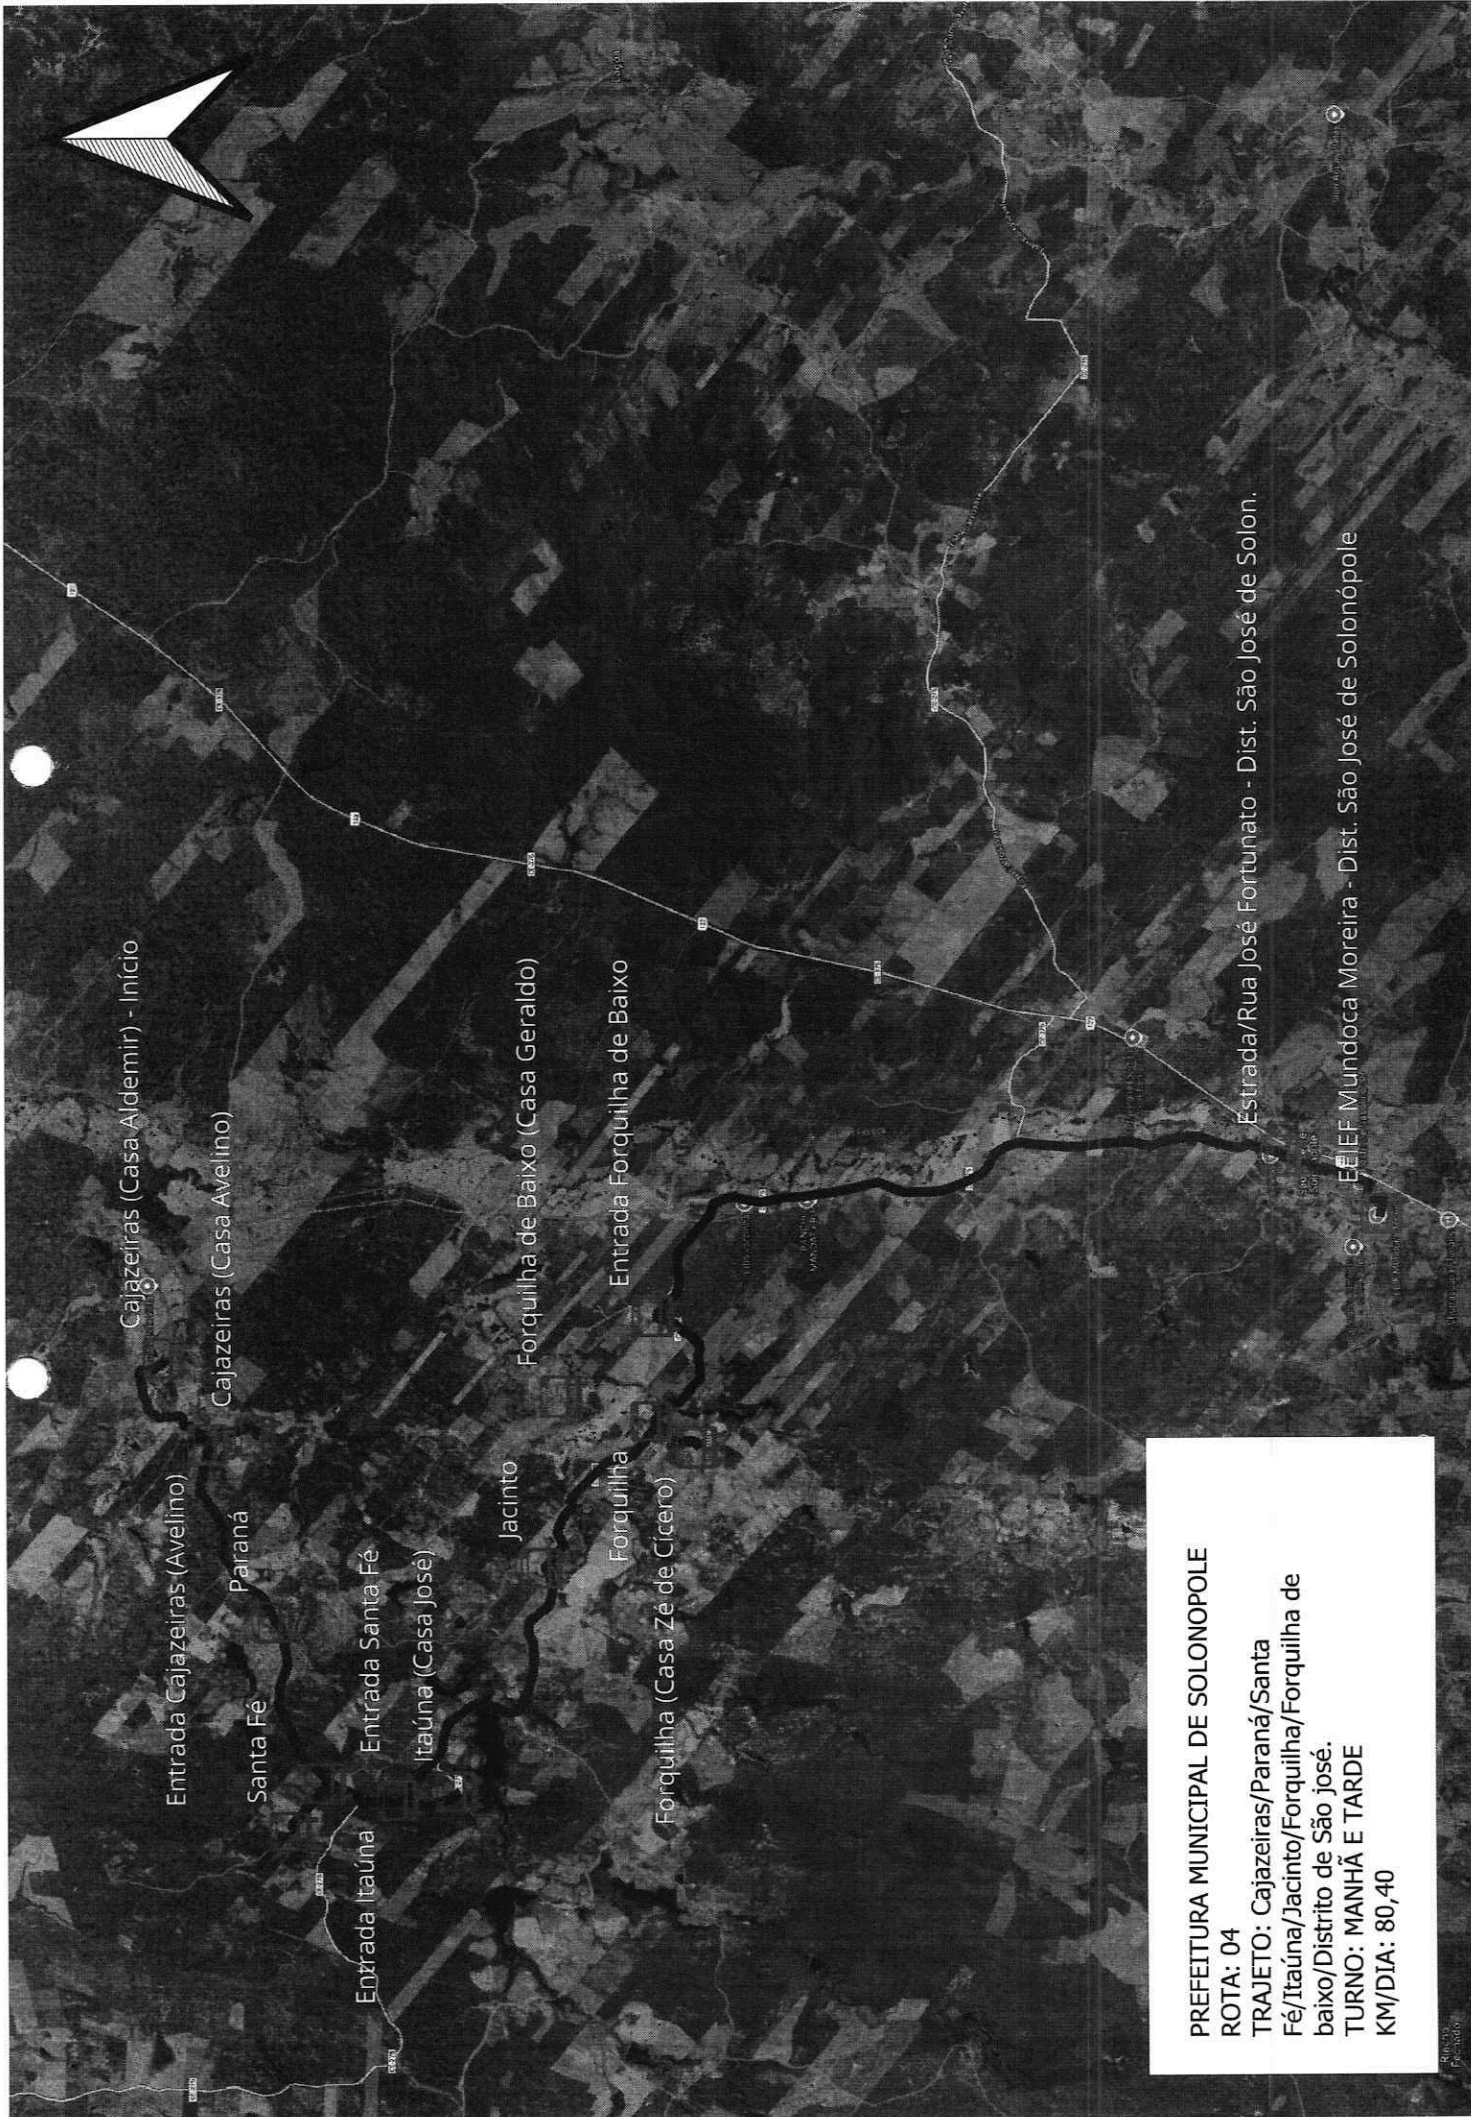 Cajazeiras (Casa Aldemir) - Início
Cajazeiras (Casa Avelino)
Entrada Cajazeiras (Avelino)
Paraná
Santa Fé
Entrada Santa Fé
Itaúna (Casa José)
Entrada Itaúna
Jacinto
Forquilha de Baixo (Casa Geraldo)
Entrada Forquilha de Baixo
Forquilha
Forquilha (Casa Zé de Cícero)
Estrada/Rua José Fortunato - Dist. São José de Solon.
EEIEF Mundoca Moreira - Dist. São José de Solonópole
PREFEITURA MUNICIPAL DE SOLONOPOLE
ROTA: 04
TRAJETO: Cajazeiras/Paraná/Santa
Fé/Itaúna/Jacinto/Forquilha/Forquilha de
baixo/Distrito de São josé.
TURNO: MANHÃ E TARDE
KM/DIA: 80,40